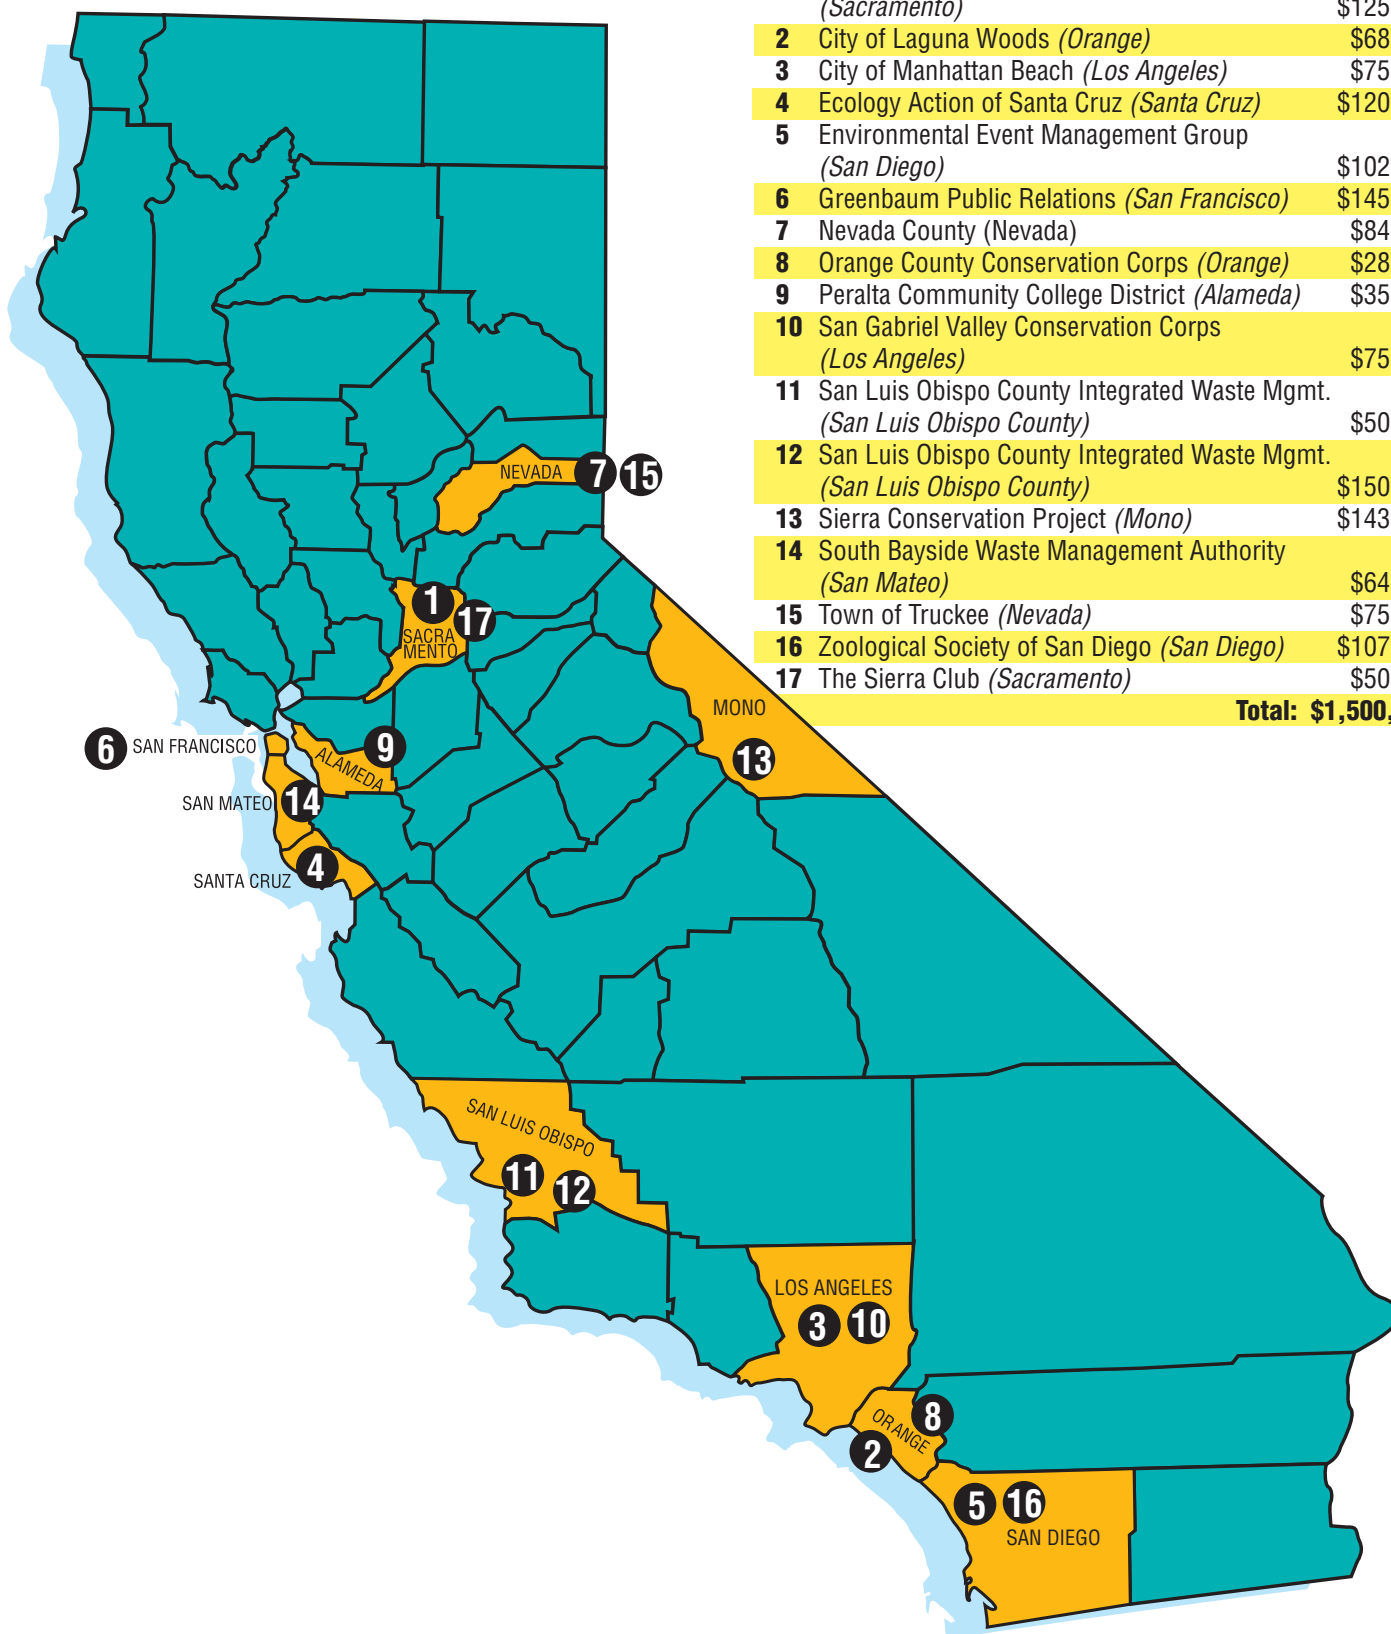 (Sacramento) $125
2 City of Laguna Woods (Orange) $68
3 City of Manhattan Beach (Los Angeles) $75
4 Ecology Action of Santa Cruz (Santa Cruz) $120
5 Environmental Event Management Group
(San Diego) $102
6 Greenbaum Public Relations (San Francisco) $145
7 Nevada County (Nevada) $84
8 Orange County Conservation Corps (Orange) $28
9 Peralta Community College District (Alameda) $35
10 San Gabriel Valley Conservation Corps
(Los Angeles) $75
11 San Luis Obispo County Integrated Waste Mgmt.
(San Luis Obispo County) $50
12 San Luis Obispo County Integrated Waste Mgmt.
(San Luis Obispo County) $150
13 Sierra Conservation Project (Mono) $143
14 South Bayside Waste Management Authority
(San Mateo) $64
15 Town of Truckee (Nevada) $75
16 Zoological Society of San Diego (San Diego) $107
17 The Sierra Club (Sacramento) $50
Total: $1,500,
NEVADA 7 15
1 17
SACRA
MENTO
MONO
13
6 SAN FRANCISCO
9
ALAMEDA
SAN MATEO 14
SANTA CRUZ 4
SAN LUIS OBISPO
11 12
LOS ANGELES
3 10
8
ORANGE
2
5 16
SAN DIEGO